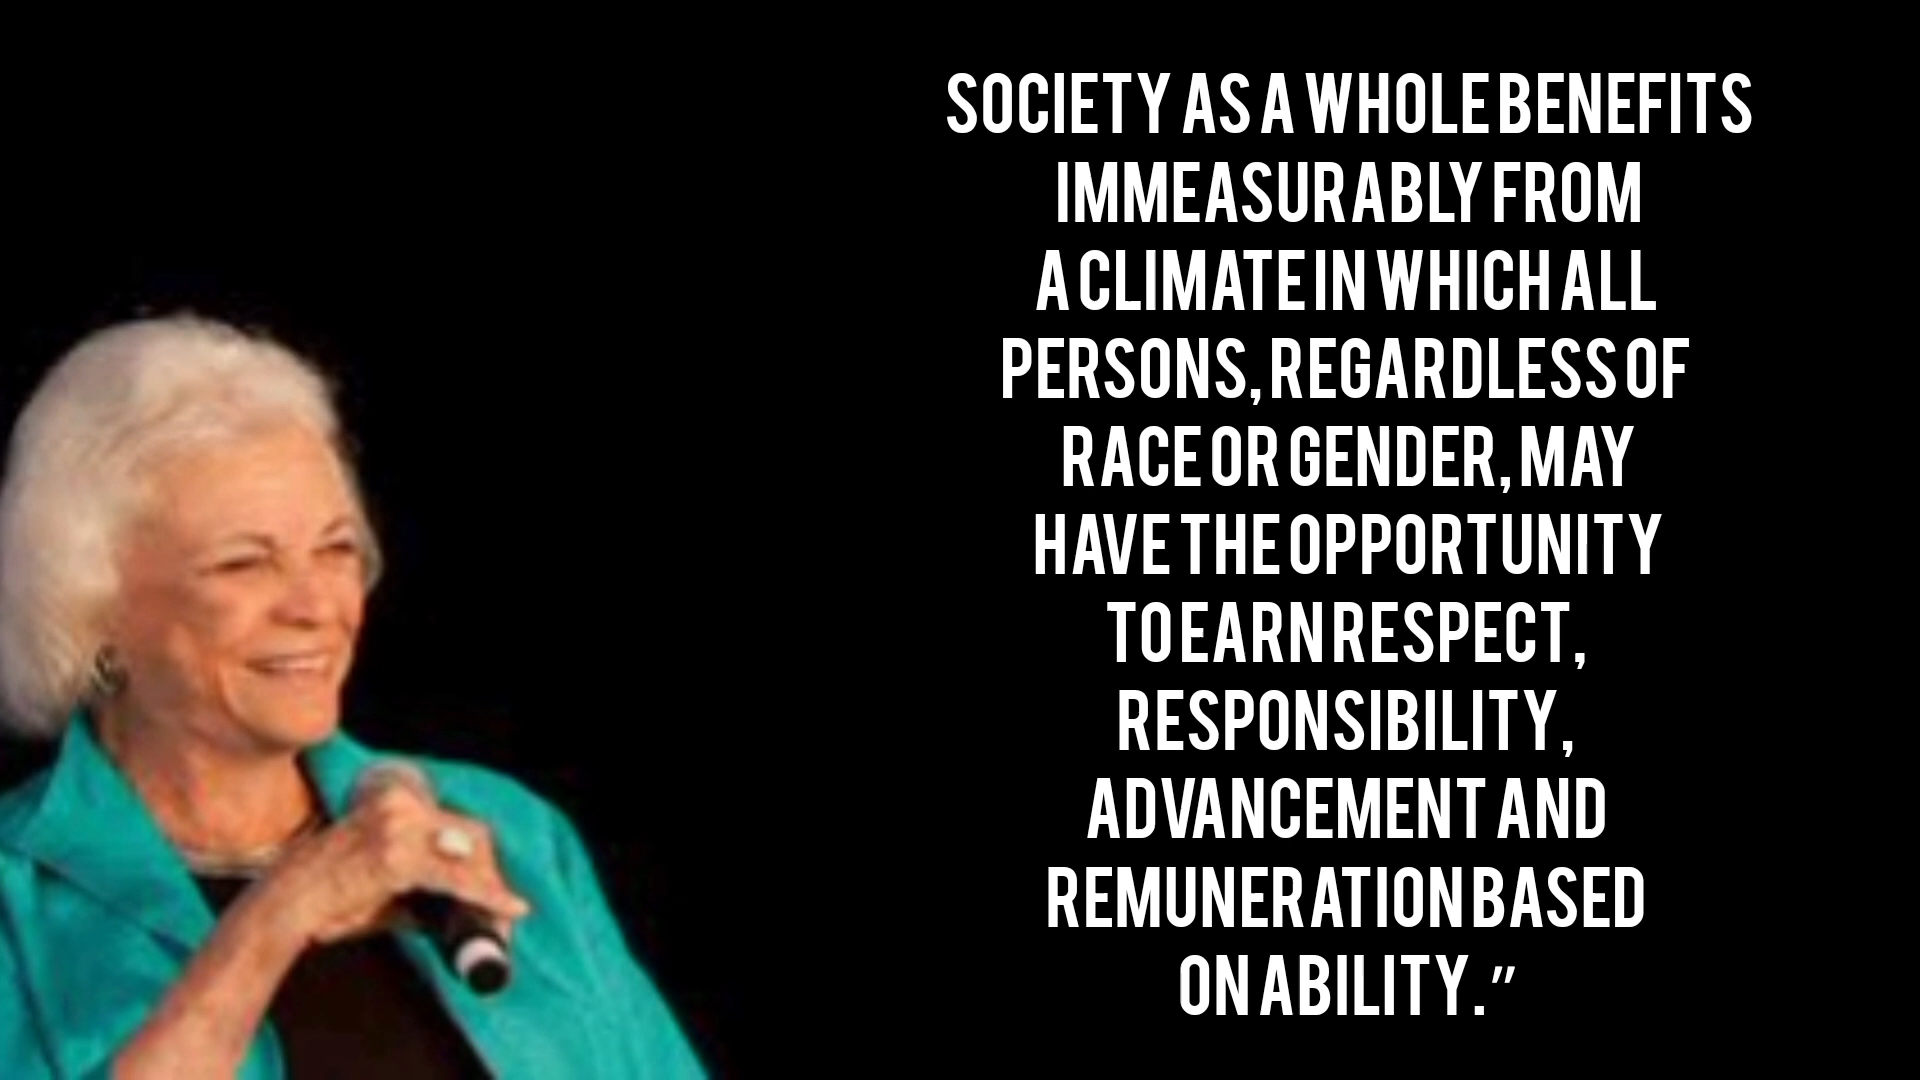 SOCIETY AS A WHOLE BENEFITS
IMMEASURABLY FROM
A CLIMATE IN WHICH ALL
PERSONS, REGARDLESS OF
RACE OR GENDER, MAY
HAVE THE OPPORTUNITY
TO EARN RESPECT,
RESPONSIBILITY,
ADVANCEMENT AND
REMUNERATION BASED
ON ABILITY.”